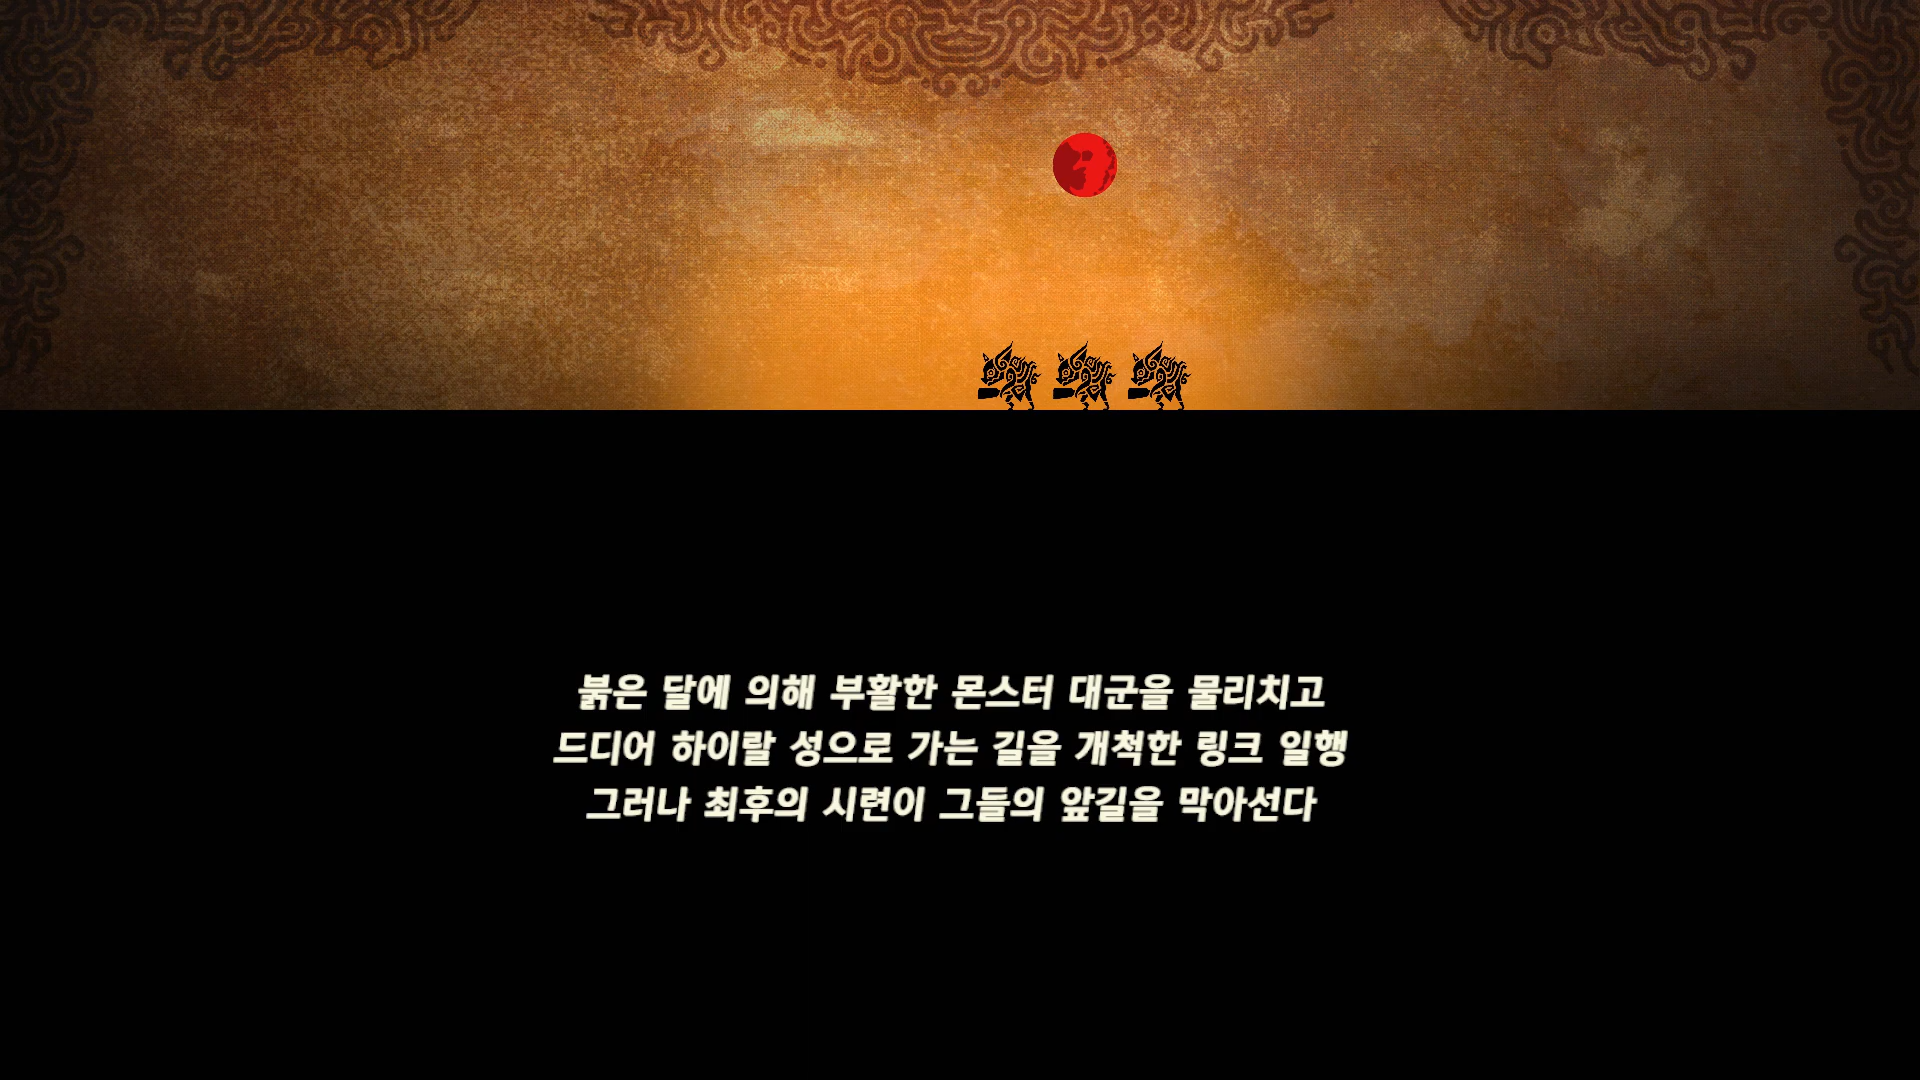 붉은 달에 의해 부활한 몬스터 대군을 물리치고
드디어 하이랄 성으로 가는 길을 개척한 링크 일행
그러나 최후의 시련이 그들의 앞길을 막아선다